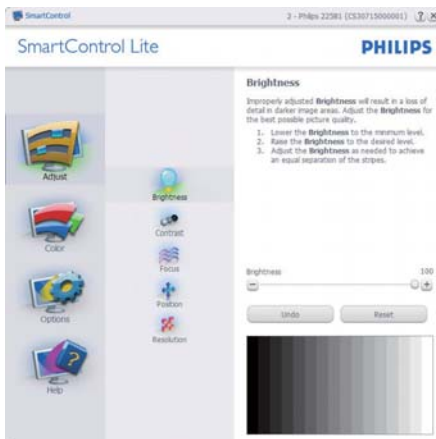 SmartControl
2 - Philips 225B1 (CS30715000001)
SmartControl Lite
PHILIPS
Adjust
Color
Options
Help
Brightness
Contrast
Focus
Position
Resolution
Brightness
Improperly adjusted Brightness will result in a loss of
detail in darker image areas. Adjust the Brightness for
the best possible picture quality.
1. Lower the Brightness to the minimum level.
2. Raise the Brightness to the desired level.
3. Adjust the Brightness as needed to achieve
an equal separation of the stripes.
Brightness 100
Undo Reset